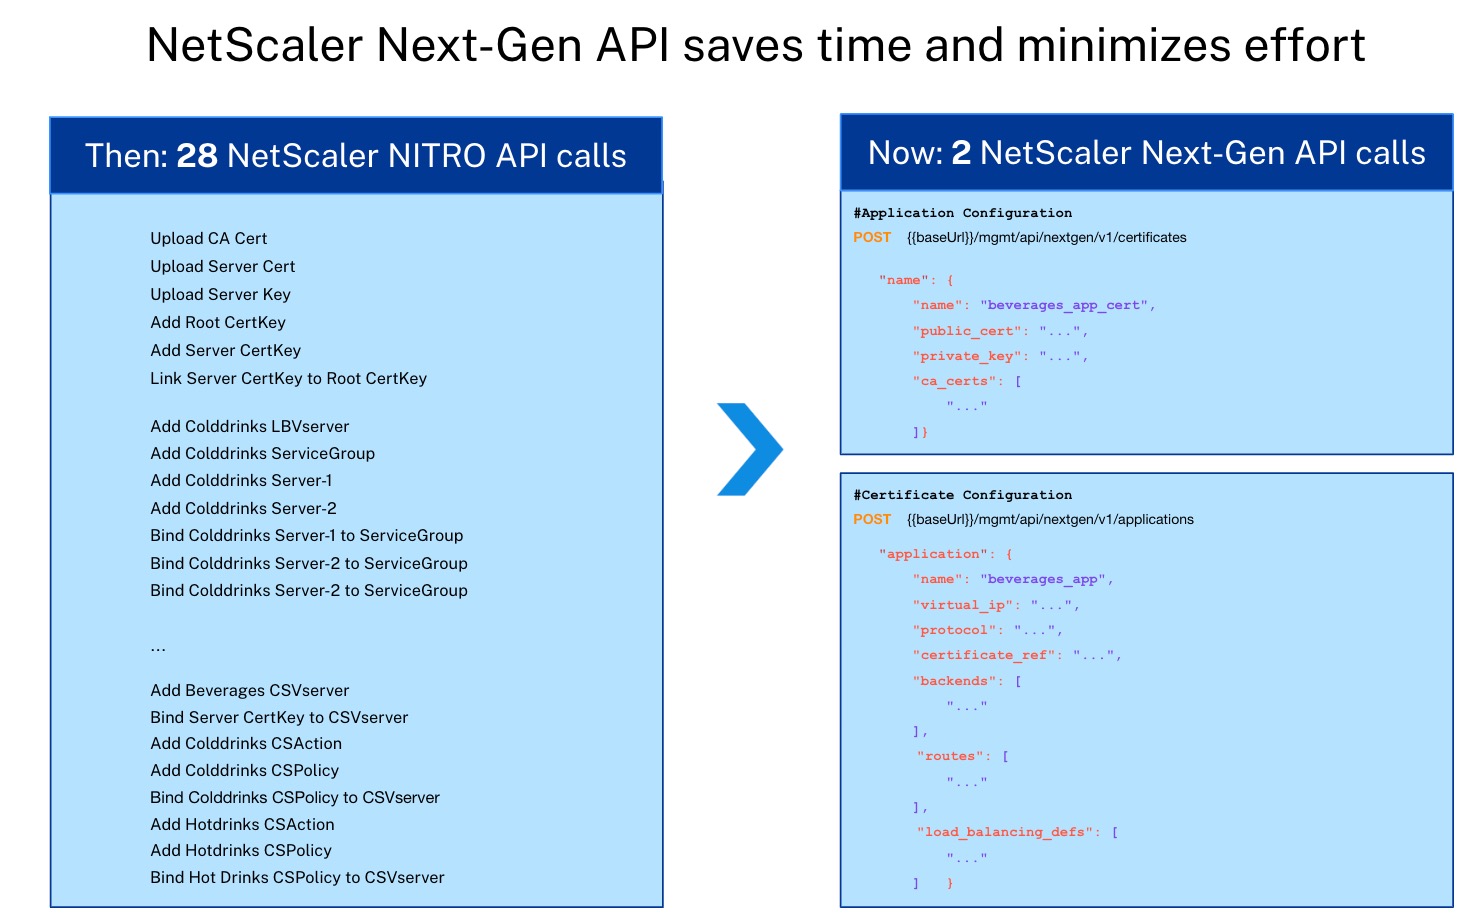 NetScaler Next-Gen API saves time and minimizes effort
Then: 28 NetScaler NITRO API calls
Upload CA Cert
Upload Server Cert
Upload Server Key
Add Root CertKey
Add Server CertKey
Link Server CertKey to Root CertKey
Add Colddrinks LBVserver
Add Colddrinks ServiceGroup
Add Colddrinks Server-1
Add Colddrinks Server-2
Bind Colddrinks Server-1 to ServiceGroup
Bind Colddrinks Server-2 to ServiceGroup
Bind Colddrinks Server-2 to ServiceGroup
...
Add Beverages CSVserver
Bind Server CertKey to CSVserver
Add Colddrinks CSAction
Add Colddrinks CSPolicy
Bind Colddrinks CSPolicy to CSVserver
Add Hotdrinks CSAction
Add Hotdrinks CSPolicy
Bind Hot Drinks CSPolicy to CSVserver
Now: 2 NetScaler Next-Gen API calls
#Application Configuration
POST {{baseUrl}}/mgmt/api/nextgen/v1/certificates
"name": {
"name": "beverages_app_cert",
"public_cert": "...",
"private_key": "...",
"ca_certs": [
"..."
]}
#Certificate Configuration
POST {{baseUrl}}/mgmt/api/nextgen/v1/applications
"application": {
"name": "beverages_app",
"virtual_ip": "...",
"protocol": "...",
"certificate_ref": "...",
"backends": [
"..."
],
"routes": [
"..."
],
"load_balancing_defs": [
"..."
] }